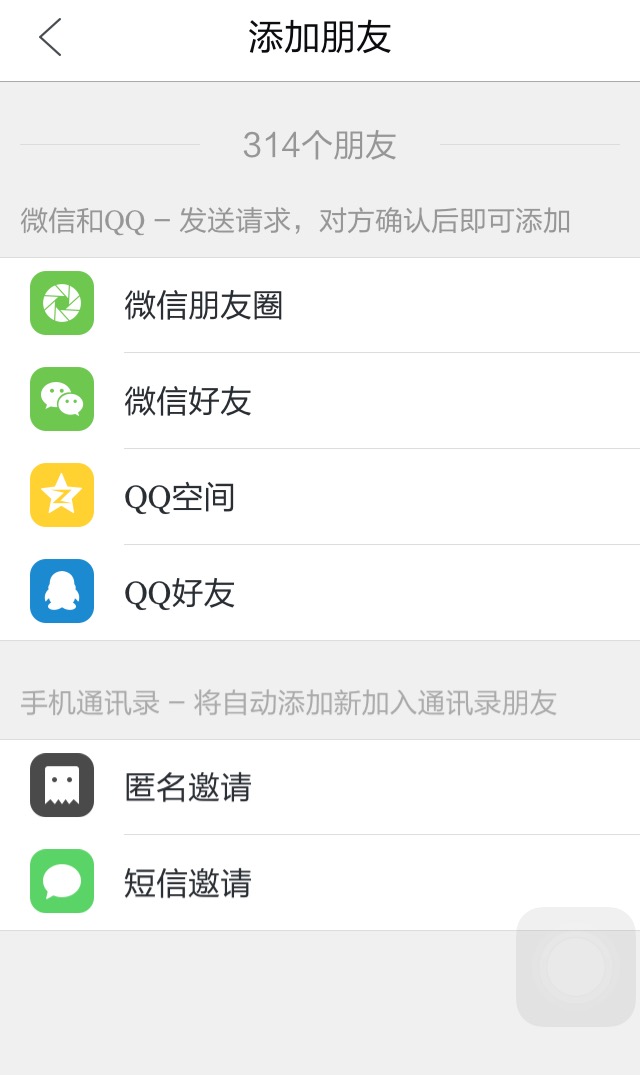 添加朋友
314个朋友
微信和QQ – 发送请求，对方确认后即可添加
微信朋友圈
微信好友
QQ空间
QQ好友
手机通讯录 – 将自动添加新加入通讯录朋友
匿名邀请
短信邀请